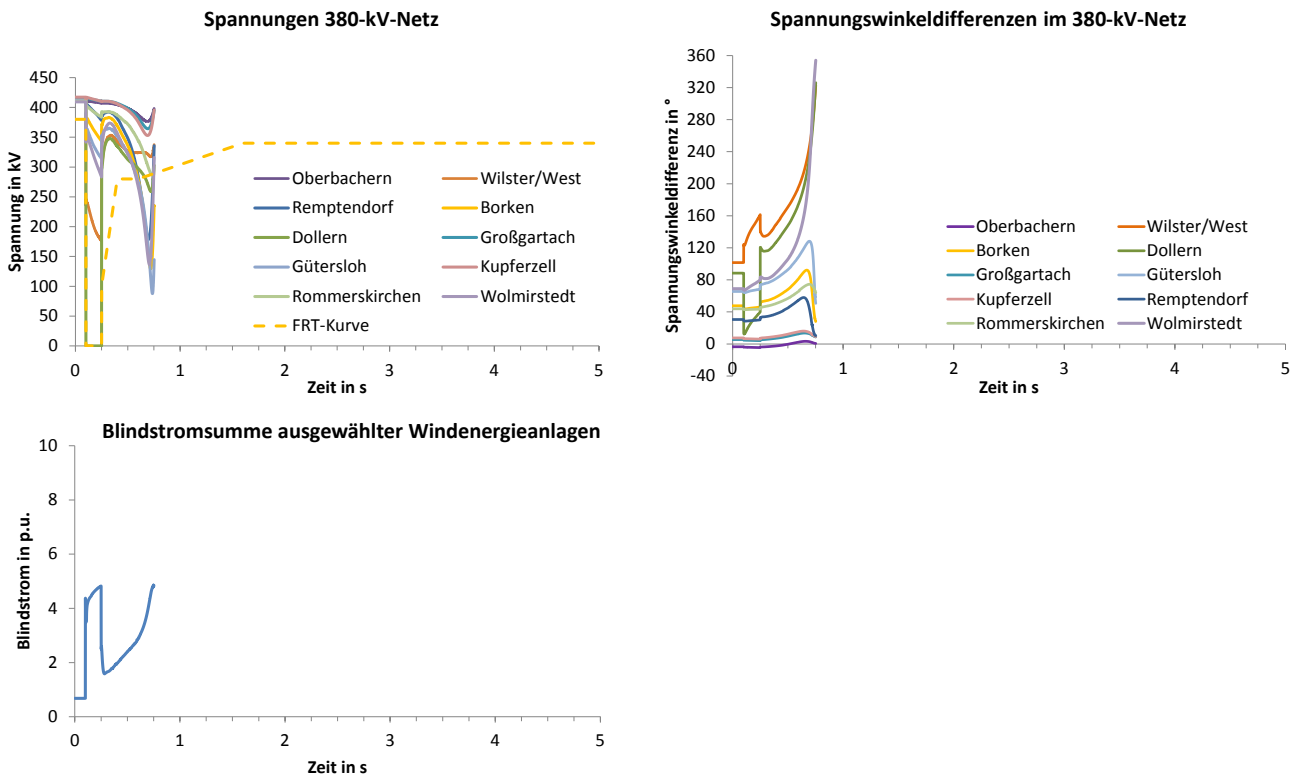 Spannungen 380-kV-Netz
Spannung in kV
450
400
350
300
250
200
150
100
50
0
0 1 2 3 4 5
Zeit in s
Oberbachern Wilster/West
Remptendorf Borken
Dollern Großgartach
Gütersloh Kupferzell
Rommerskirchen Wolmirstedt
FRT-Kurve
Spannungswinkeldifferenzen im 380-kV-Netz
Spannungswinkeldifferenz in °
360
320
280
240
200
160
120
80
40
0
-40
0 1 2 3 4 5
Zeit in s
Oberbachern Wilster/West
Borken Dollern
Großgartach Gütersloh
Kupferzell Remptendorf
Rommerskirchen Wolmirstedt
Blindstromsumme ausgewählter Windenergieanlagen
Blindstrom in p.u.
10
8
6
4
2
0
0 1 2 3 4 5
Zeit in s